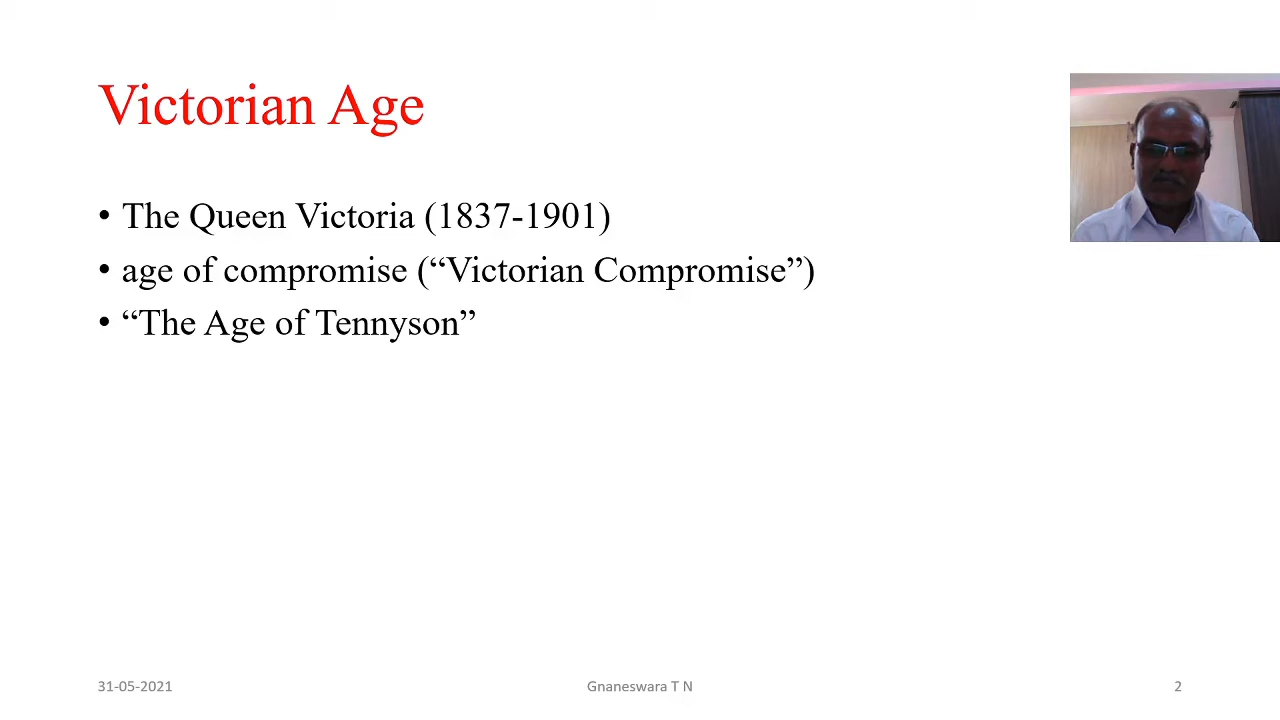 Victorian Age
• The Queen Victoria (1837-1901)
• age of compromise (“Victorian Compromise”)
• “The Age of Tennyson”
31-05-2021
Gnaneswara T N
2